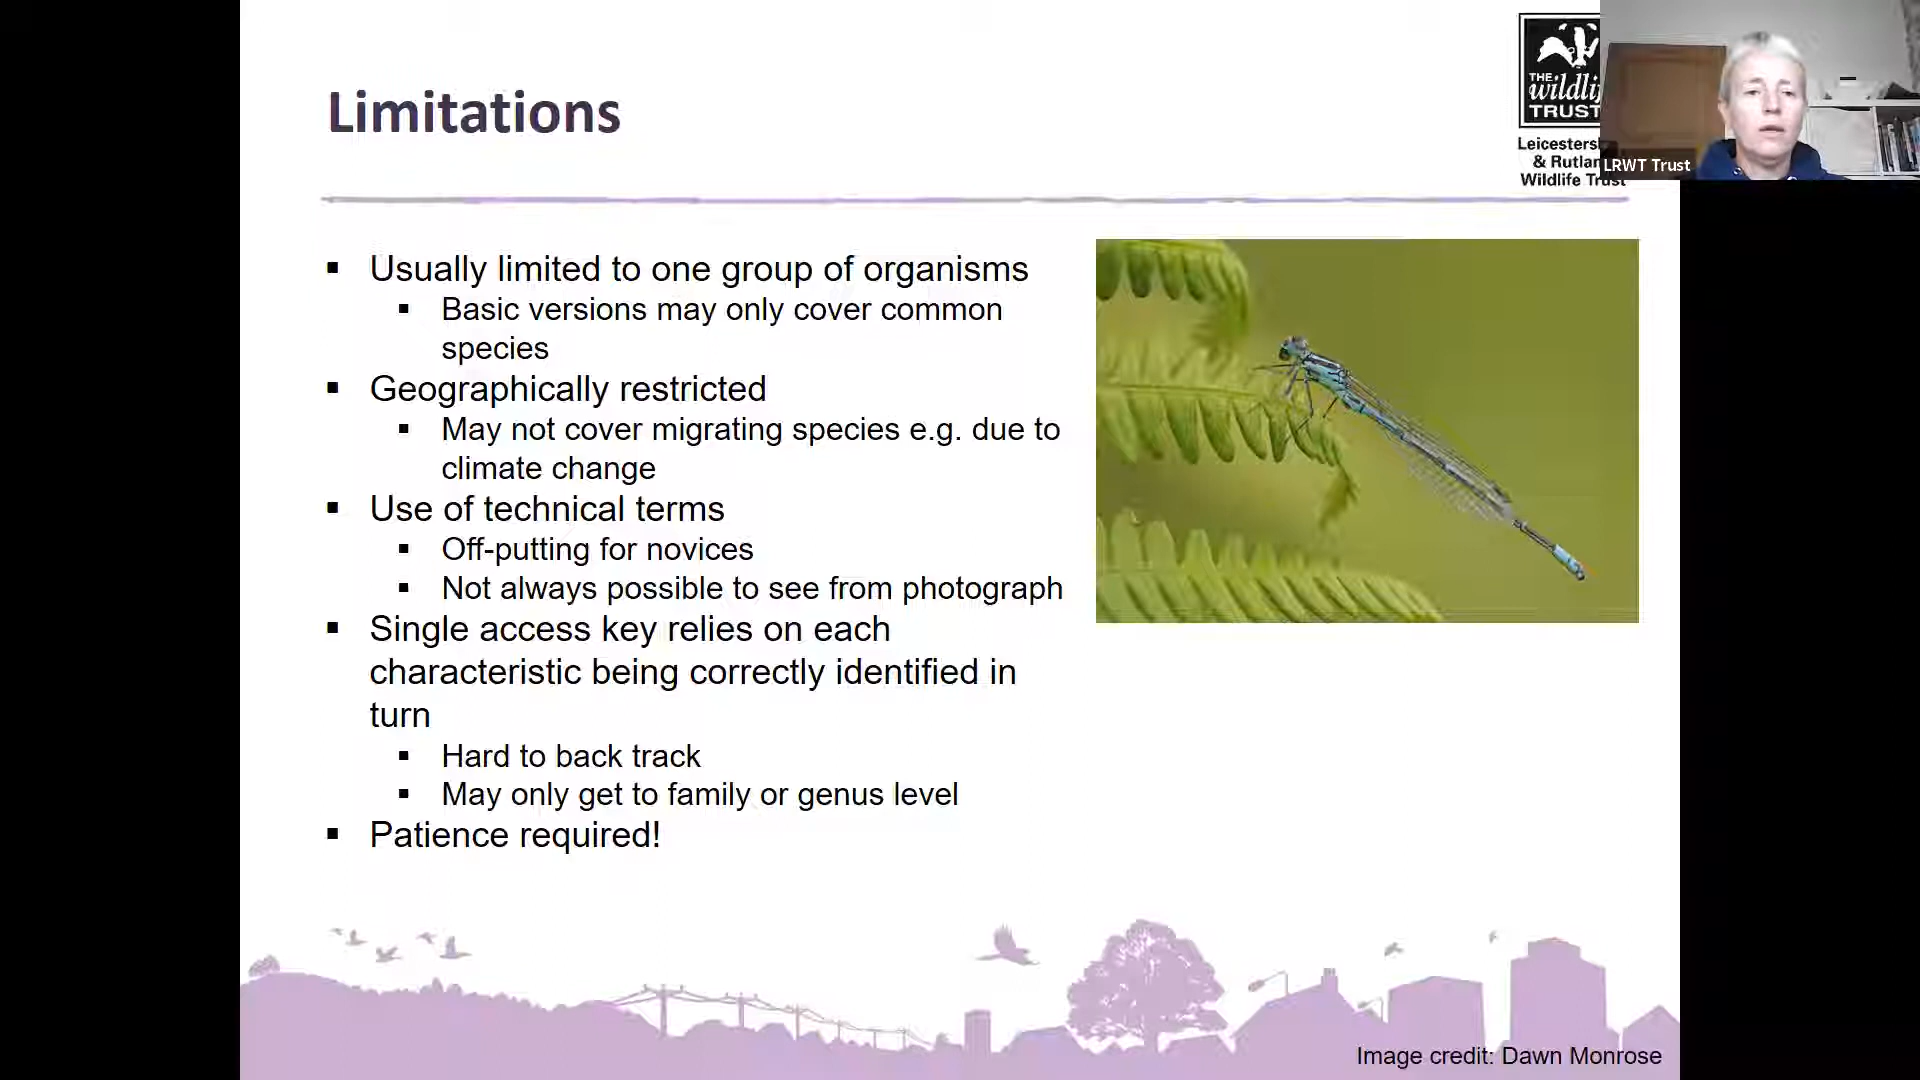 Limitations
THE
TRUST
Leicesters
& Rutlan
Wildlife Trust
LRWT Trust
▪ Usually limited to one group of organisms
▪ Basic versions may only cover common
species
▪ Geographically restricted
▪ May not cover migrating species e.g. due to
climate change
▪ Use of technical terms
▪ Off-putting for novices
▪ Not always possible to see from photograph
▪ Single access key relies on each
characteristic being correctly identified in
turn
▪ Hard to back track
▪ May only get to family or genus level
▪ Patience required!
Image credit: Dawn Monrose